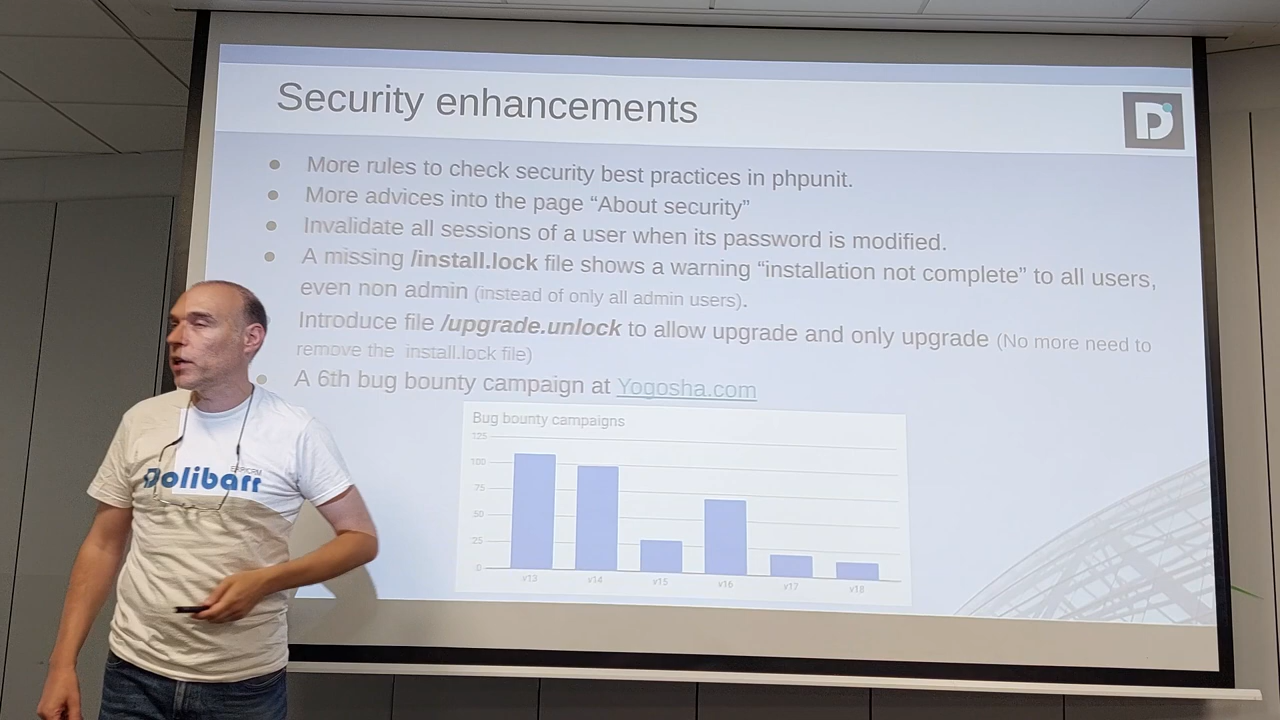 Security enhancements
D
More rules to check security best practices in phpunit.
More advices into the page “About security”
Invalidate all sessions of a user when its password is modified.
A missing /install.lock file shows a warning “installation not complete” to all users,
even non admin (instead of only all admin users).
Introduce file /upgrade.unlock to allow upgrade and only upgrade (No more need to
remove the install.lock file)
A 6th bug bounty campaign at Yogosha.com
Bug bounty campaigns
125
100
75
50
25
0
v13 v14 v15 v16 v17 v18
ERP/CRM
Dolibarr